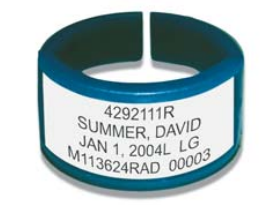 4292111R
SUMMER, DAVID
JAN 1, 2004L LG
M113624RAD 00003